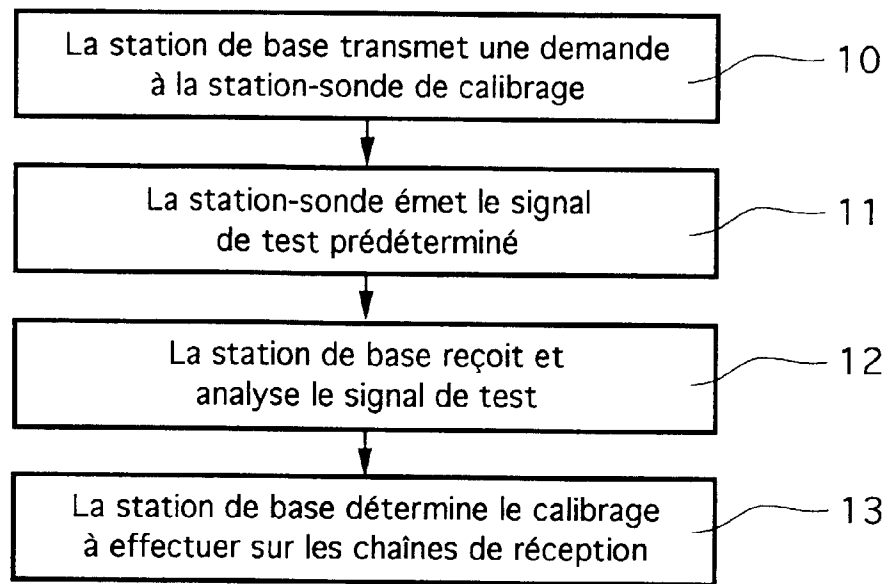 La station de base transmet une demande
à la station-sonde de calibrage
10
La station-sonde émet le signal
de test prédéterminé
11
La station de base reçoit et
analyse le signal de test
12
La station de base détermine le calibrage
à effectuer sur les chaînes de réception
13